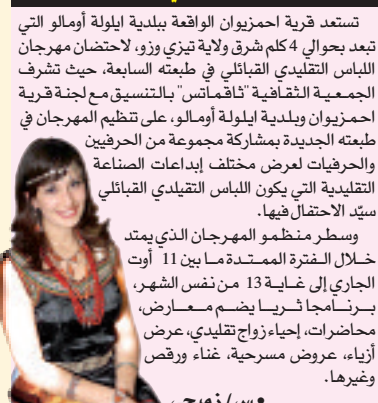 تستعد قرية احمزيوان الواقعة ببلدية ايلولة أومالو التي
تبعد بحوالي 4 كلم شرق ولاية تيزي وزو، لاحتضان مهرجان
اللباس التقليدي القبائلي في طبعته السابعة، حيث تشرف
الجمعية الثقافية "ثاقماتس" بالتنسيق مع لجنة قرية
احمزيوان وبلدية ايلولة أومالو، على تنظيم المهرجان في
طبعته الجديدة بمشاركة مجموعة من الحرفيين
والحرفيات لعرض مختلف إبداعات الصناعة
التقليدية التي يكون اللباس التقيلدي القبائلي
سيّد الاحتفال فيها.
وسطر منظمو المهرجان الذي يمتد
خلال الفترة الممتدة ما بين 11 أوت
الجاري إلى غاية 13 من نفس الشهر،
برنامجا ثريا يضم معارض،
محاضرات، إحياء زواج تقليدي، عرض
أزياء، عروض مسرحية، غناء ورقص
وغيرها.